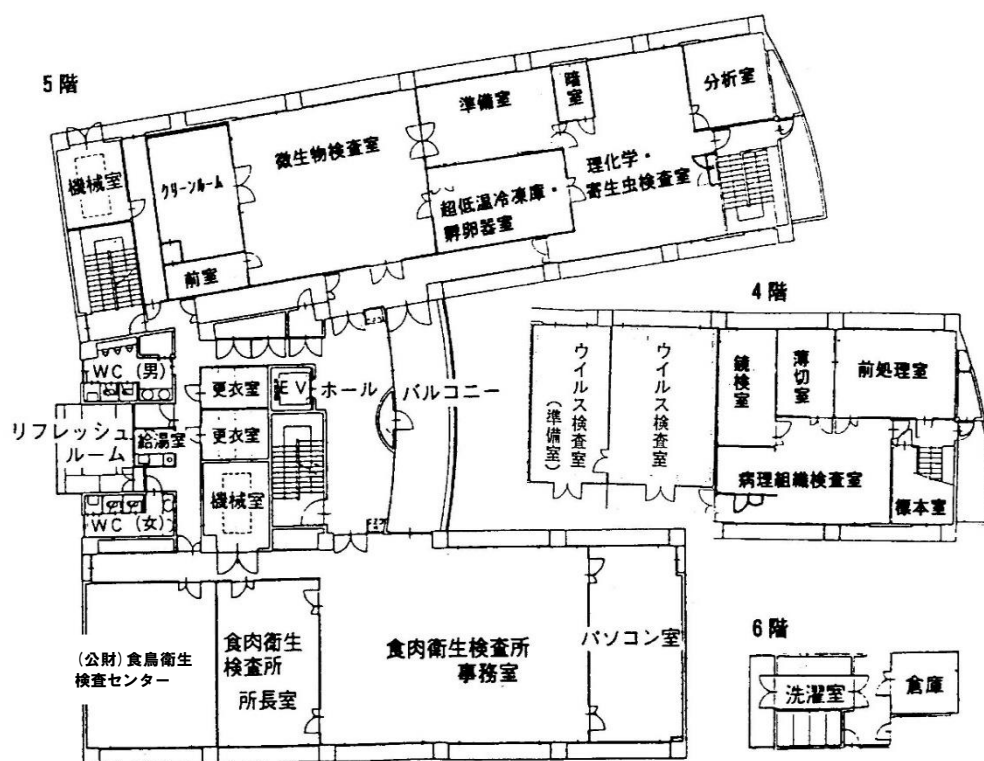 5階
機械室
クリーンルーム
前室
微生物検査室
準備室
暗室
分析室
超低温冷凍庫・
孵卵器室
理化学・
寄生虫検査室
WC (男)
更衣室
EV
ホール
バルコニー
リフレッシュ
ルーム
給湯室
更衣室
機械室
WC (女)
(公財)食鳥衛生
検査センター
食肉衛生
検査所
所長室
食肉衛生検査所
事務室
パソコン室
4階
ウイルス検査室
(準備室)
ウイルス検査室
鏡検室
薄切室
前処理室
病理組織検査室
標本室
6階
洗濯室
倉庫